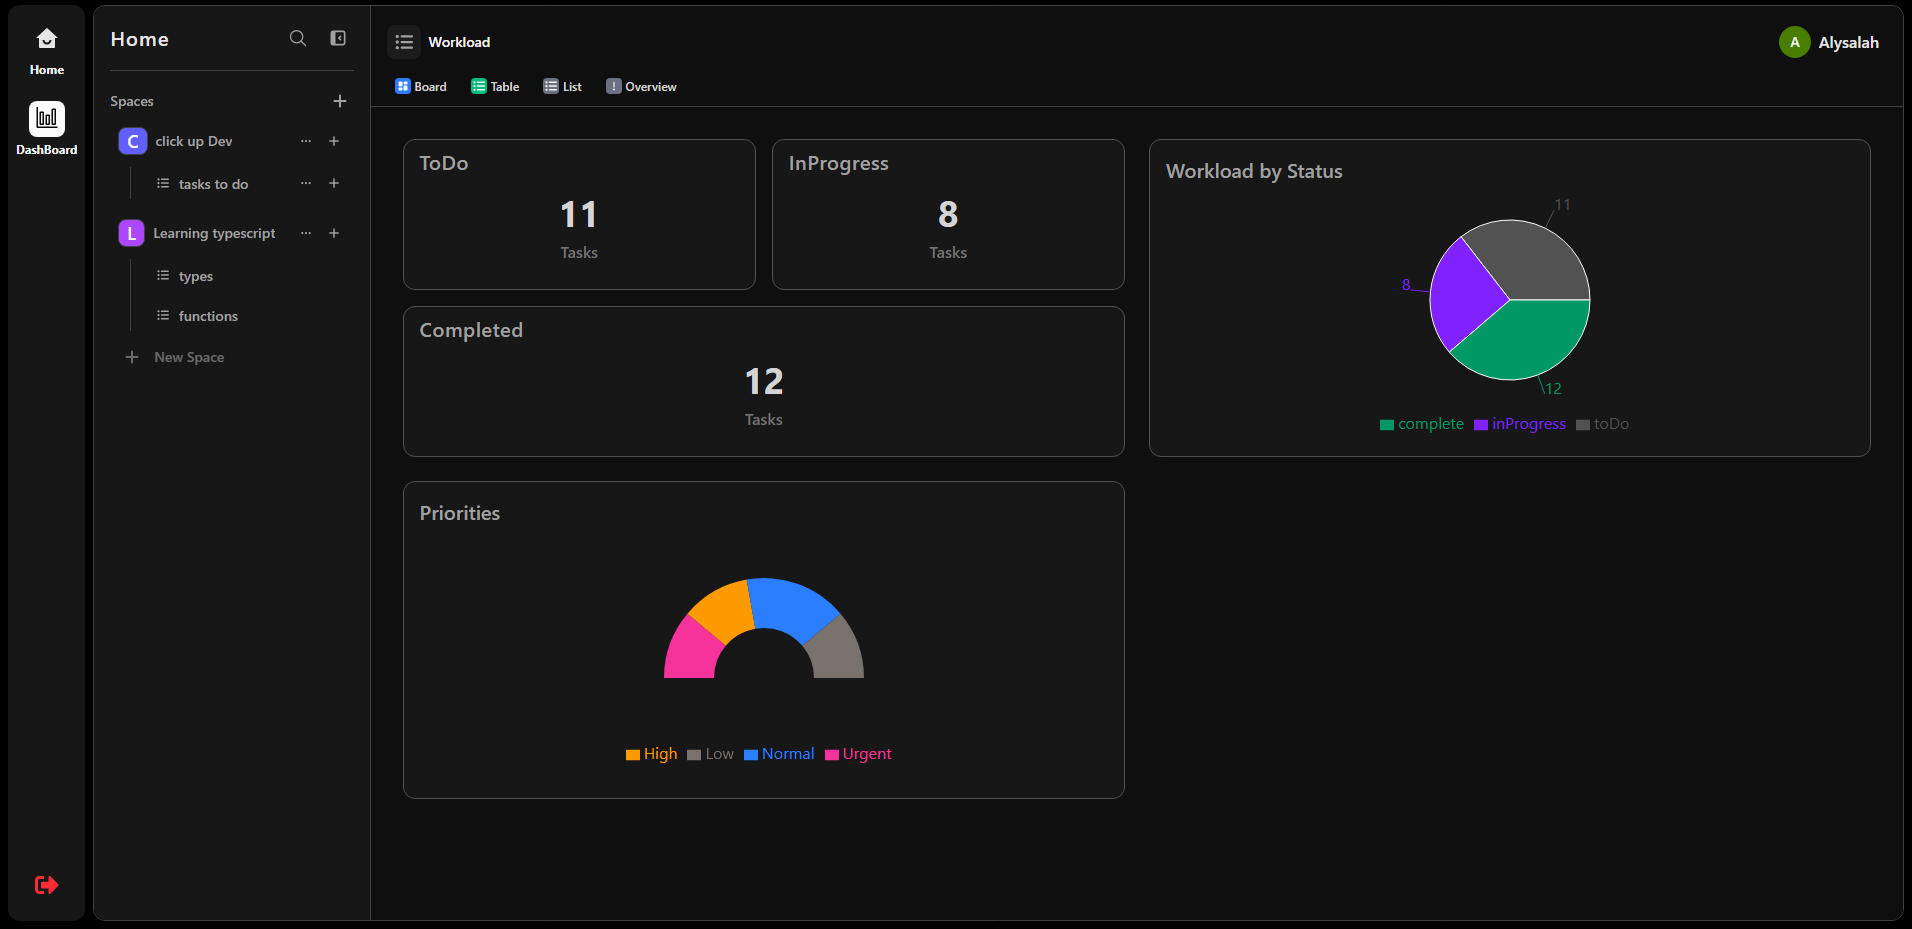 Home
DashBoard
Home
Spaces
C click up Dev
tasks to do
L Learning typescript
types
functions
New Space
Workload
A Alysalah
Board Table List ! Overview
ToDo
11
Tasks
InProgress
8
Tasks
Completed
12
Tasks
Workload by Status
11
8
12
complete inProgress toDo
Priorities
High Low Normal Urgent